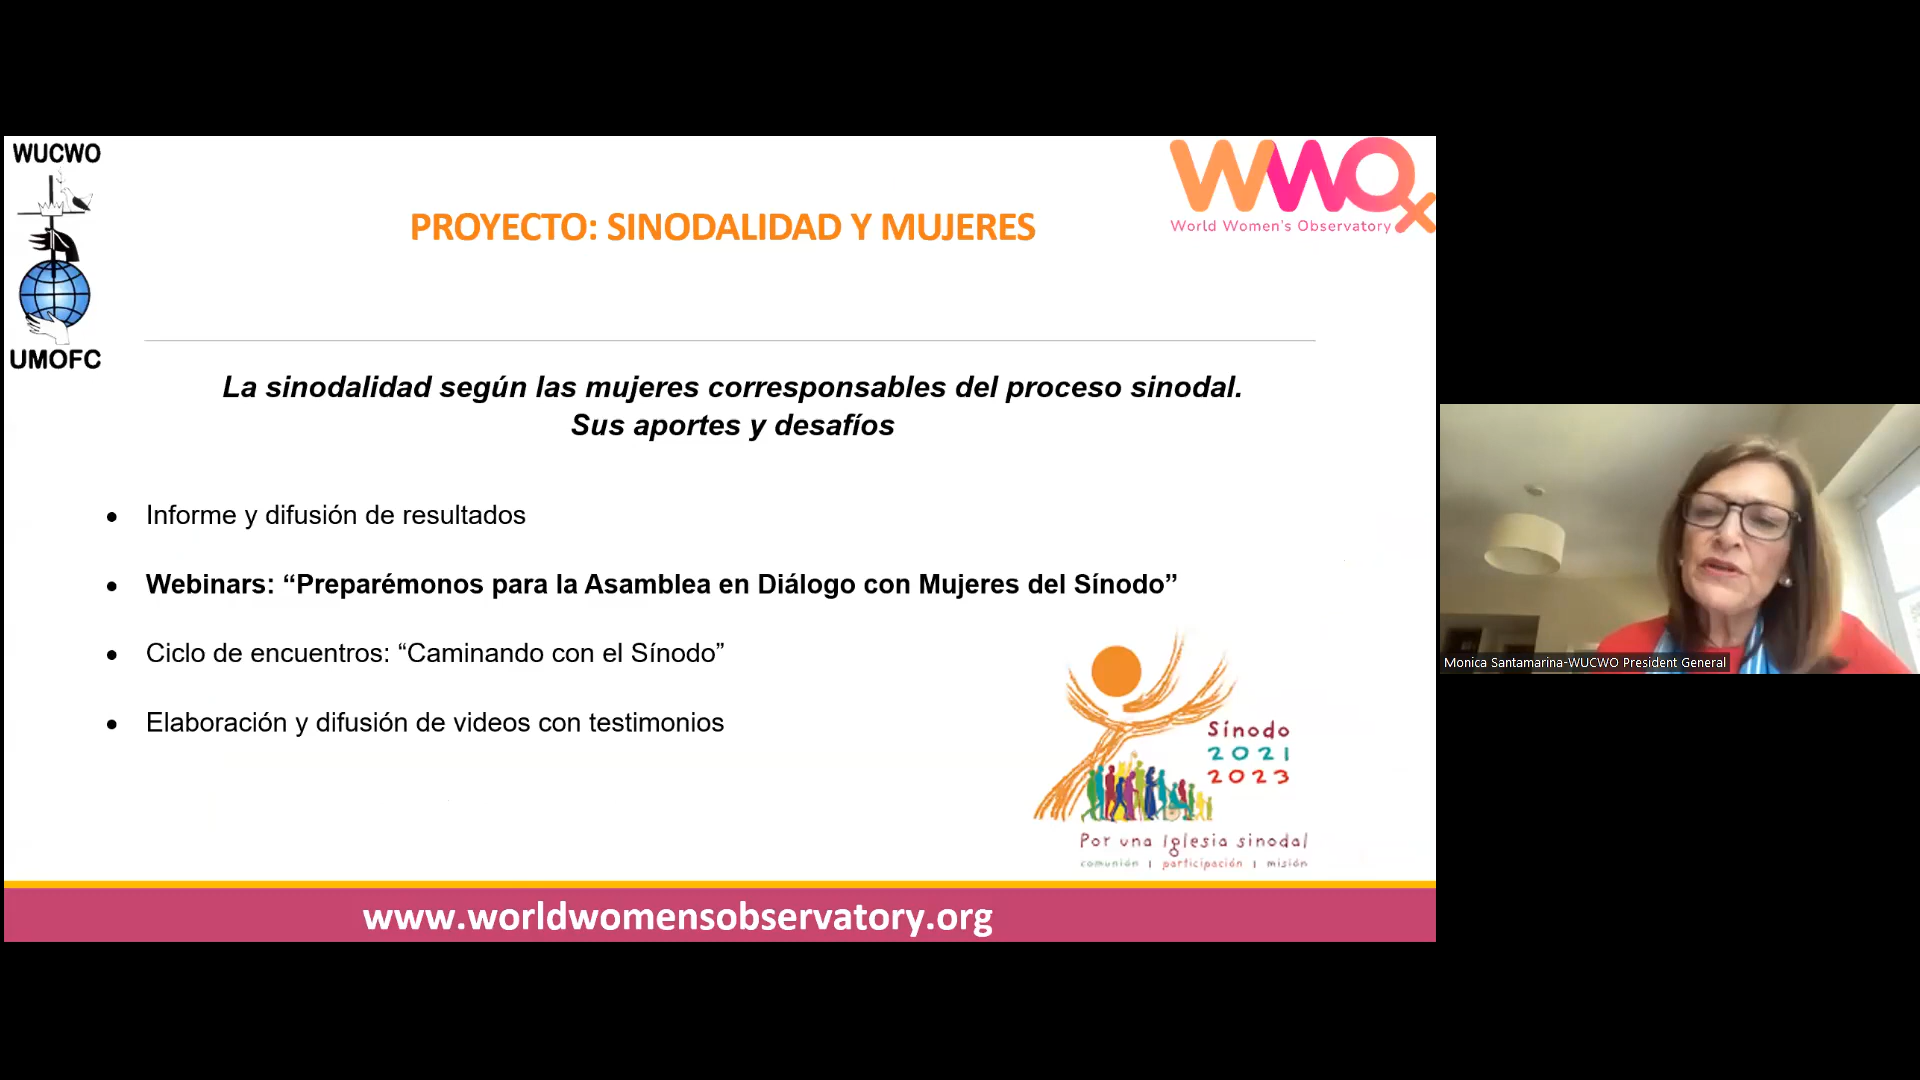 WUCWO
UMOFC
WWO
World Women's Observatory
PROYECTO: SINODALIDAD Y MUJERES
La sinodalidad según las mujeres corresponsables del proceso sinodal.
Sus aportes y desafíos
• Informe y difusión de resultados
• Webinars: “Preparémonos para la Asamblea en Diálogo con Mujeres del Sínodo”
• Ciclo de encuentros: “Caminando con el Sínodo”
• Elaboración y difusión de videos con testimonios
Sínodo
2021
2023
Por una Iglesia sinodal
comunión | participación | misión
www.worldwomensobservatory.org
Monica Santamarina-WUCWO President General